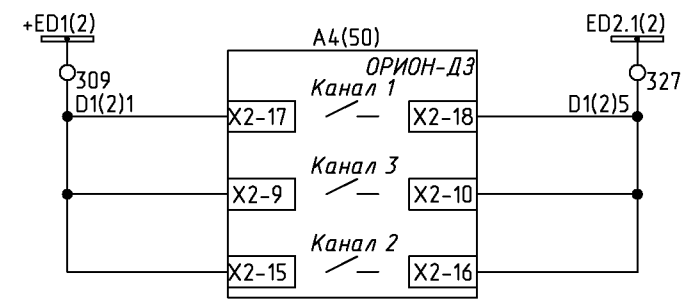 +ED1(2)
ED2.1(2)
A4(50)
309
ОРИОН-ДЗ
327
D1(2)1
Канал 1
D1(2)5
X2-17
X2-18
Канал 3
X2-9
X2-10
Канал 2
X2-15
X2-16